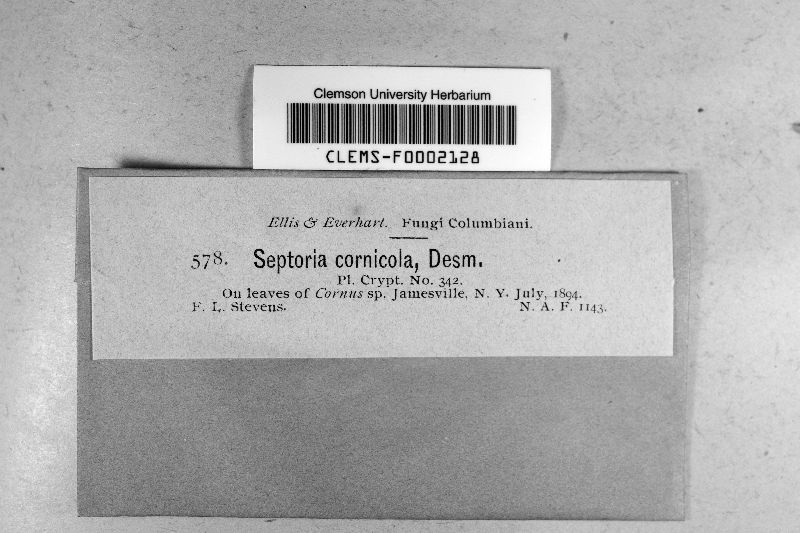 Clemson University Herbarium
CLEMS-F0002128
Ellis & Everhart. Fungi Columbiani.
578. Septoria cornicola, Desm.
Pl. Crypt. No. 342.
On leaves of Cornus sp. Jamesville, N. Y. July, 1894.
F. L. Stevens. N. A. F. 1143.